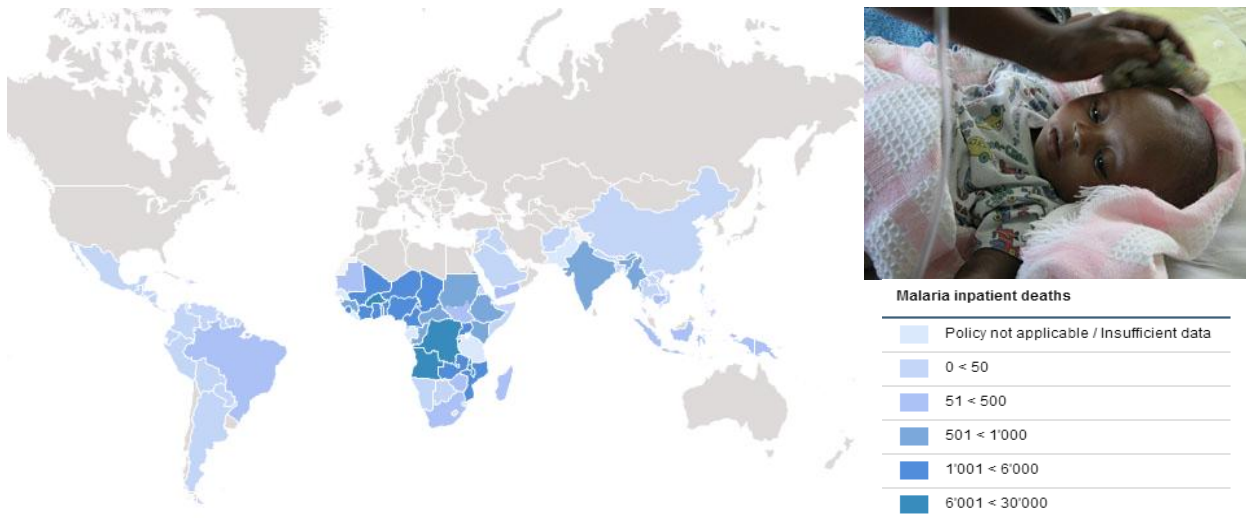 Malaria inpatient deaths
Policy not applicable / Insufficient data
0 < 50
51 < 500
501 < 1'000
1'001 < 6'000
6'001 < 30'000